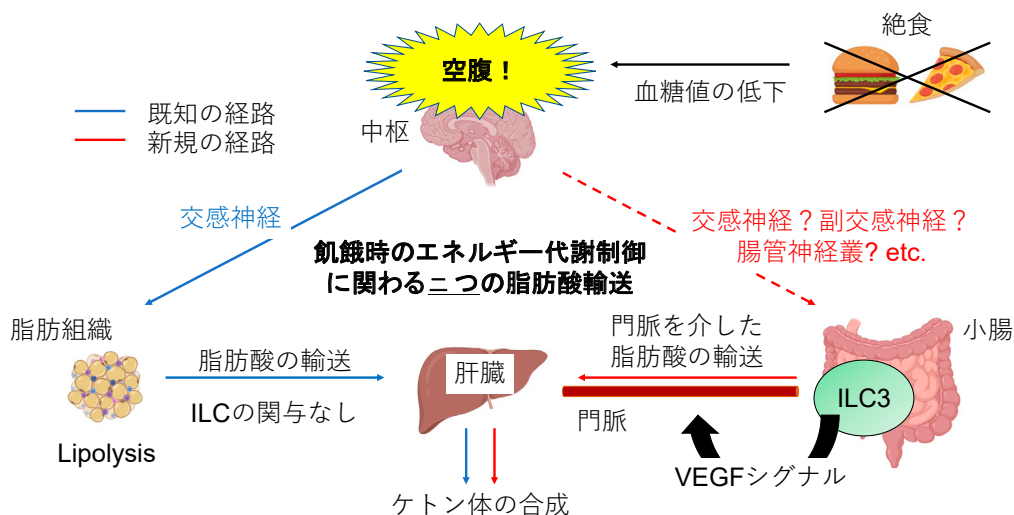 絶食
空腹！
血糖値の低下
既知の経路
新規の経路
中枢
交感神経
交感神経？副交感神経？
腸管神経叢? etc.
飢餓時のエネルギー代謝制御
に関わる二つの脂肪酸輸送
脂肪組織
脂肪酸の輸送
ILCの関与なし
Lipolysis
肝臓
門脈を介した
脂肪酸の輸送
門脈
小腸
ILC3
VEGFシグナル
ケトン体の合成